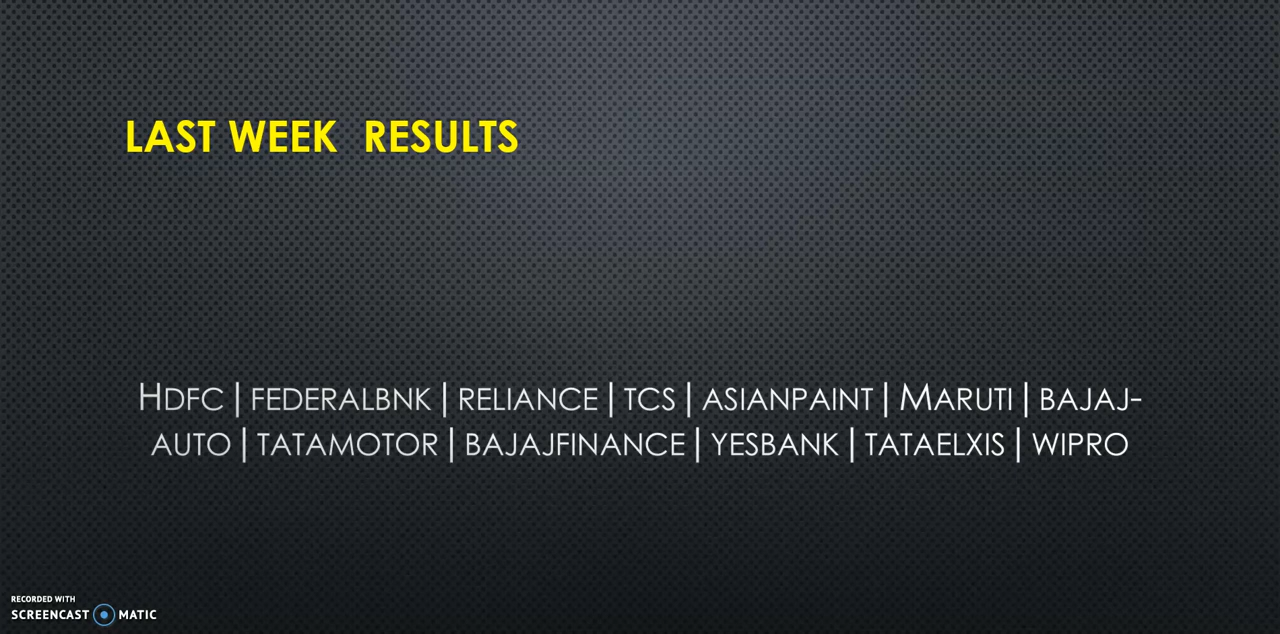 LAST WEEK  RESULTS
HDFC | FEDERALBNK | RELIANCE | TCS | ASIANPAINT | MARUTI | BAJAJ-
AUTO | TATAMOTOR | BAJAJFINANCE | YESBANK | TATAELXIS | WIPRO
RECORDED WITH
SCREENCAST MATIC